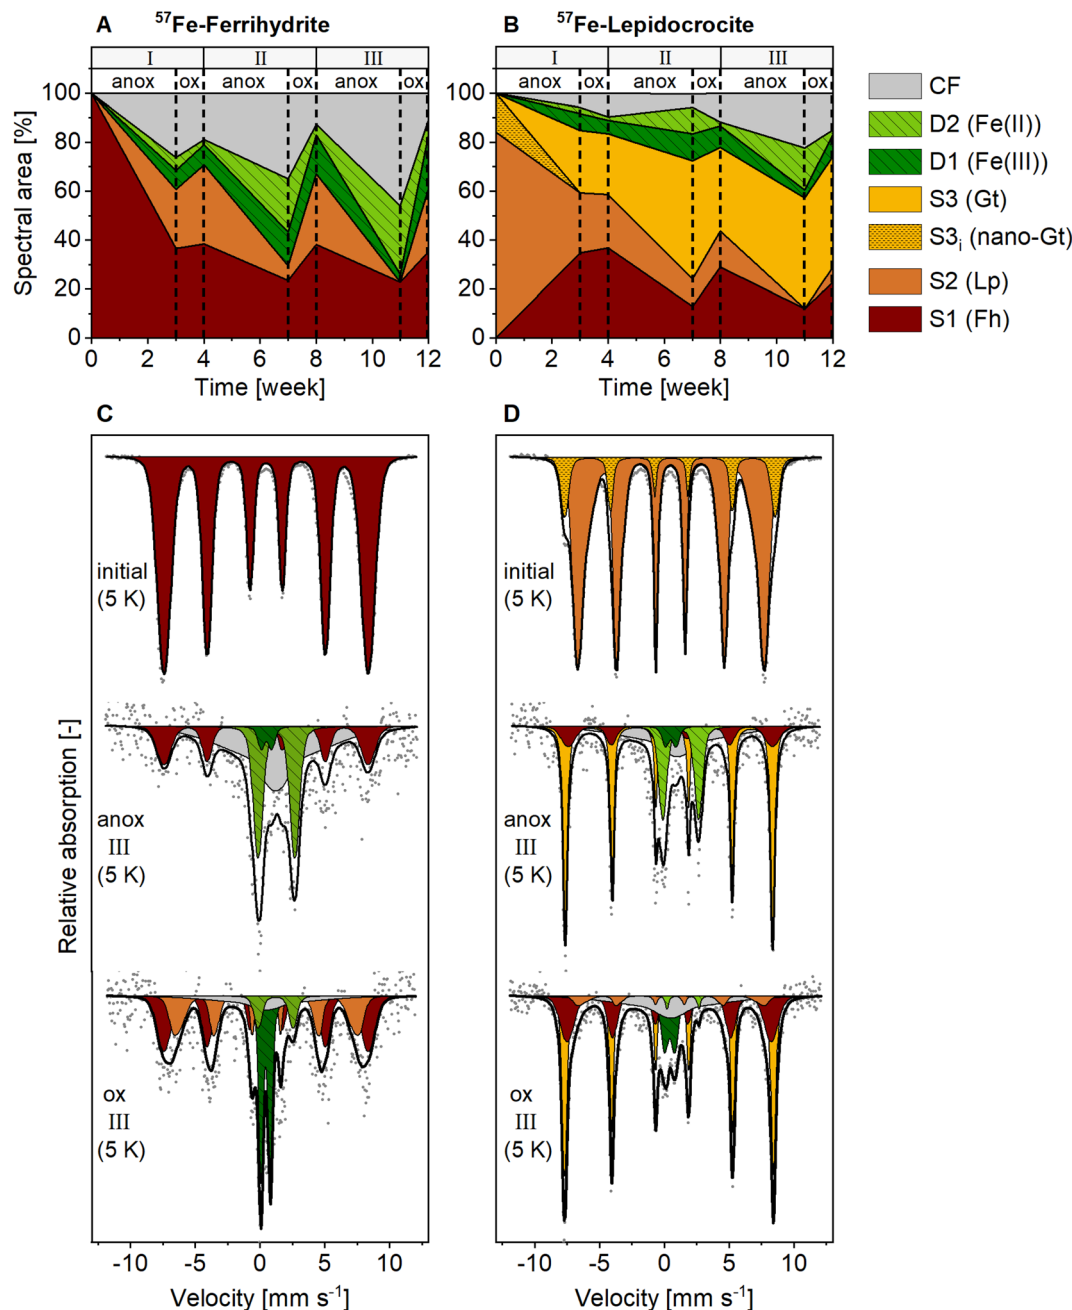 A ⁵⁷Fe-Ferrihydrite
B ⁵⁷Fe-Lepidocrocite
I II III
I II III
anox ox anox ox anox ox
anox ox anox ox anox ox
Spectral area [%]
100
80
60
40
20
0
100
80
60
40
20
0
0 2 4 6 8 10 12
0 2 4 6 8 10 12
Time [week]
Time [week]
CF
D2 (Fe(II))
D1 (Fe(III))
S3 (Gt)
S3ᵢ (nano-Gt)
S2 (Lp)
S1 (Fh)
C
D
Relative absorption [-]
initial
(5 K)
anox
III
(5 K)
ox
III
(5 K)
initial
(5 K)
anox
III
(5 K)
ox
III
(5 K)
-10 -5 0 5 10
-10 -5 0 5 10
Velocity [mm s⁻¹]
Velocity [mm s⁻¹]